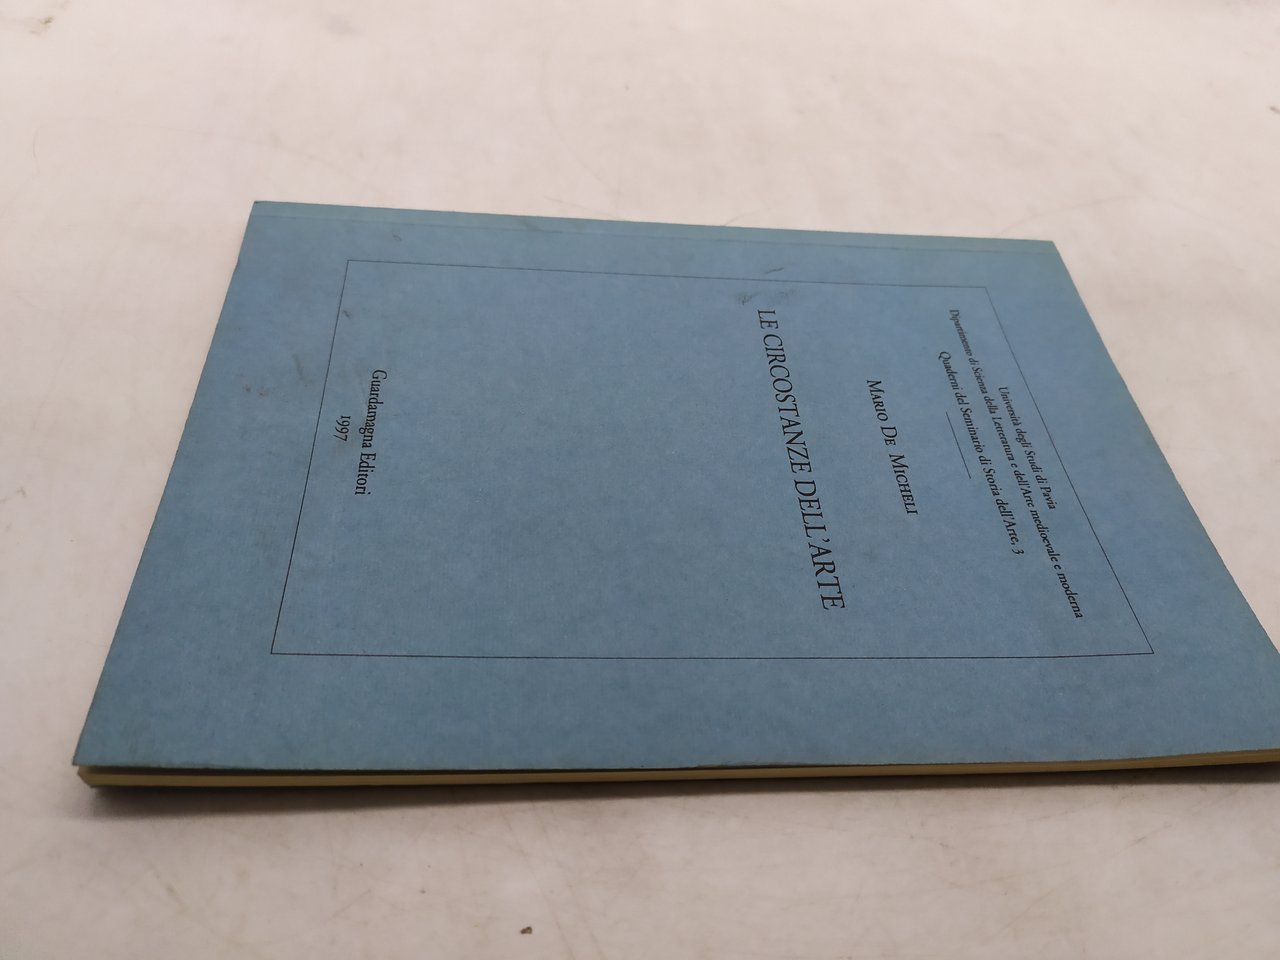 Università degli Studi di Pavia
Dipartimento di Scienza della Letteratura e dell'Arte medioevale e moderna
Quaderni del Seminario di Storia dell'Arte, 3
MARIO DE MICHELI
LE CIRCOSTANZE DELL'ARTE
Guardamagna Editori
1997